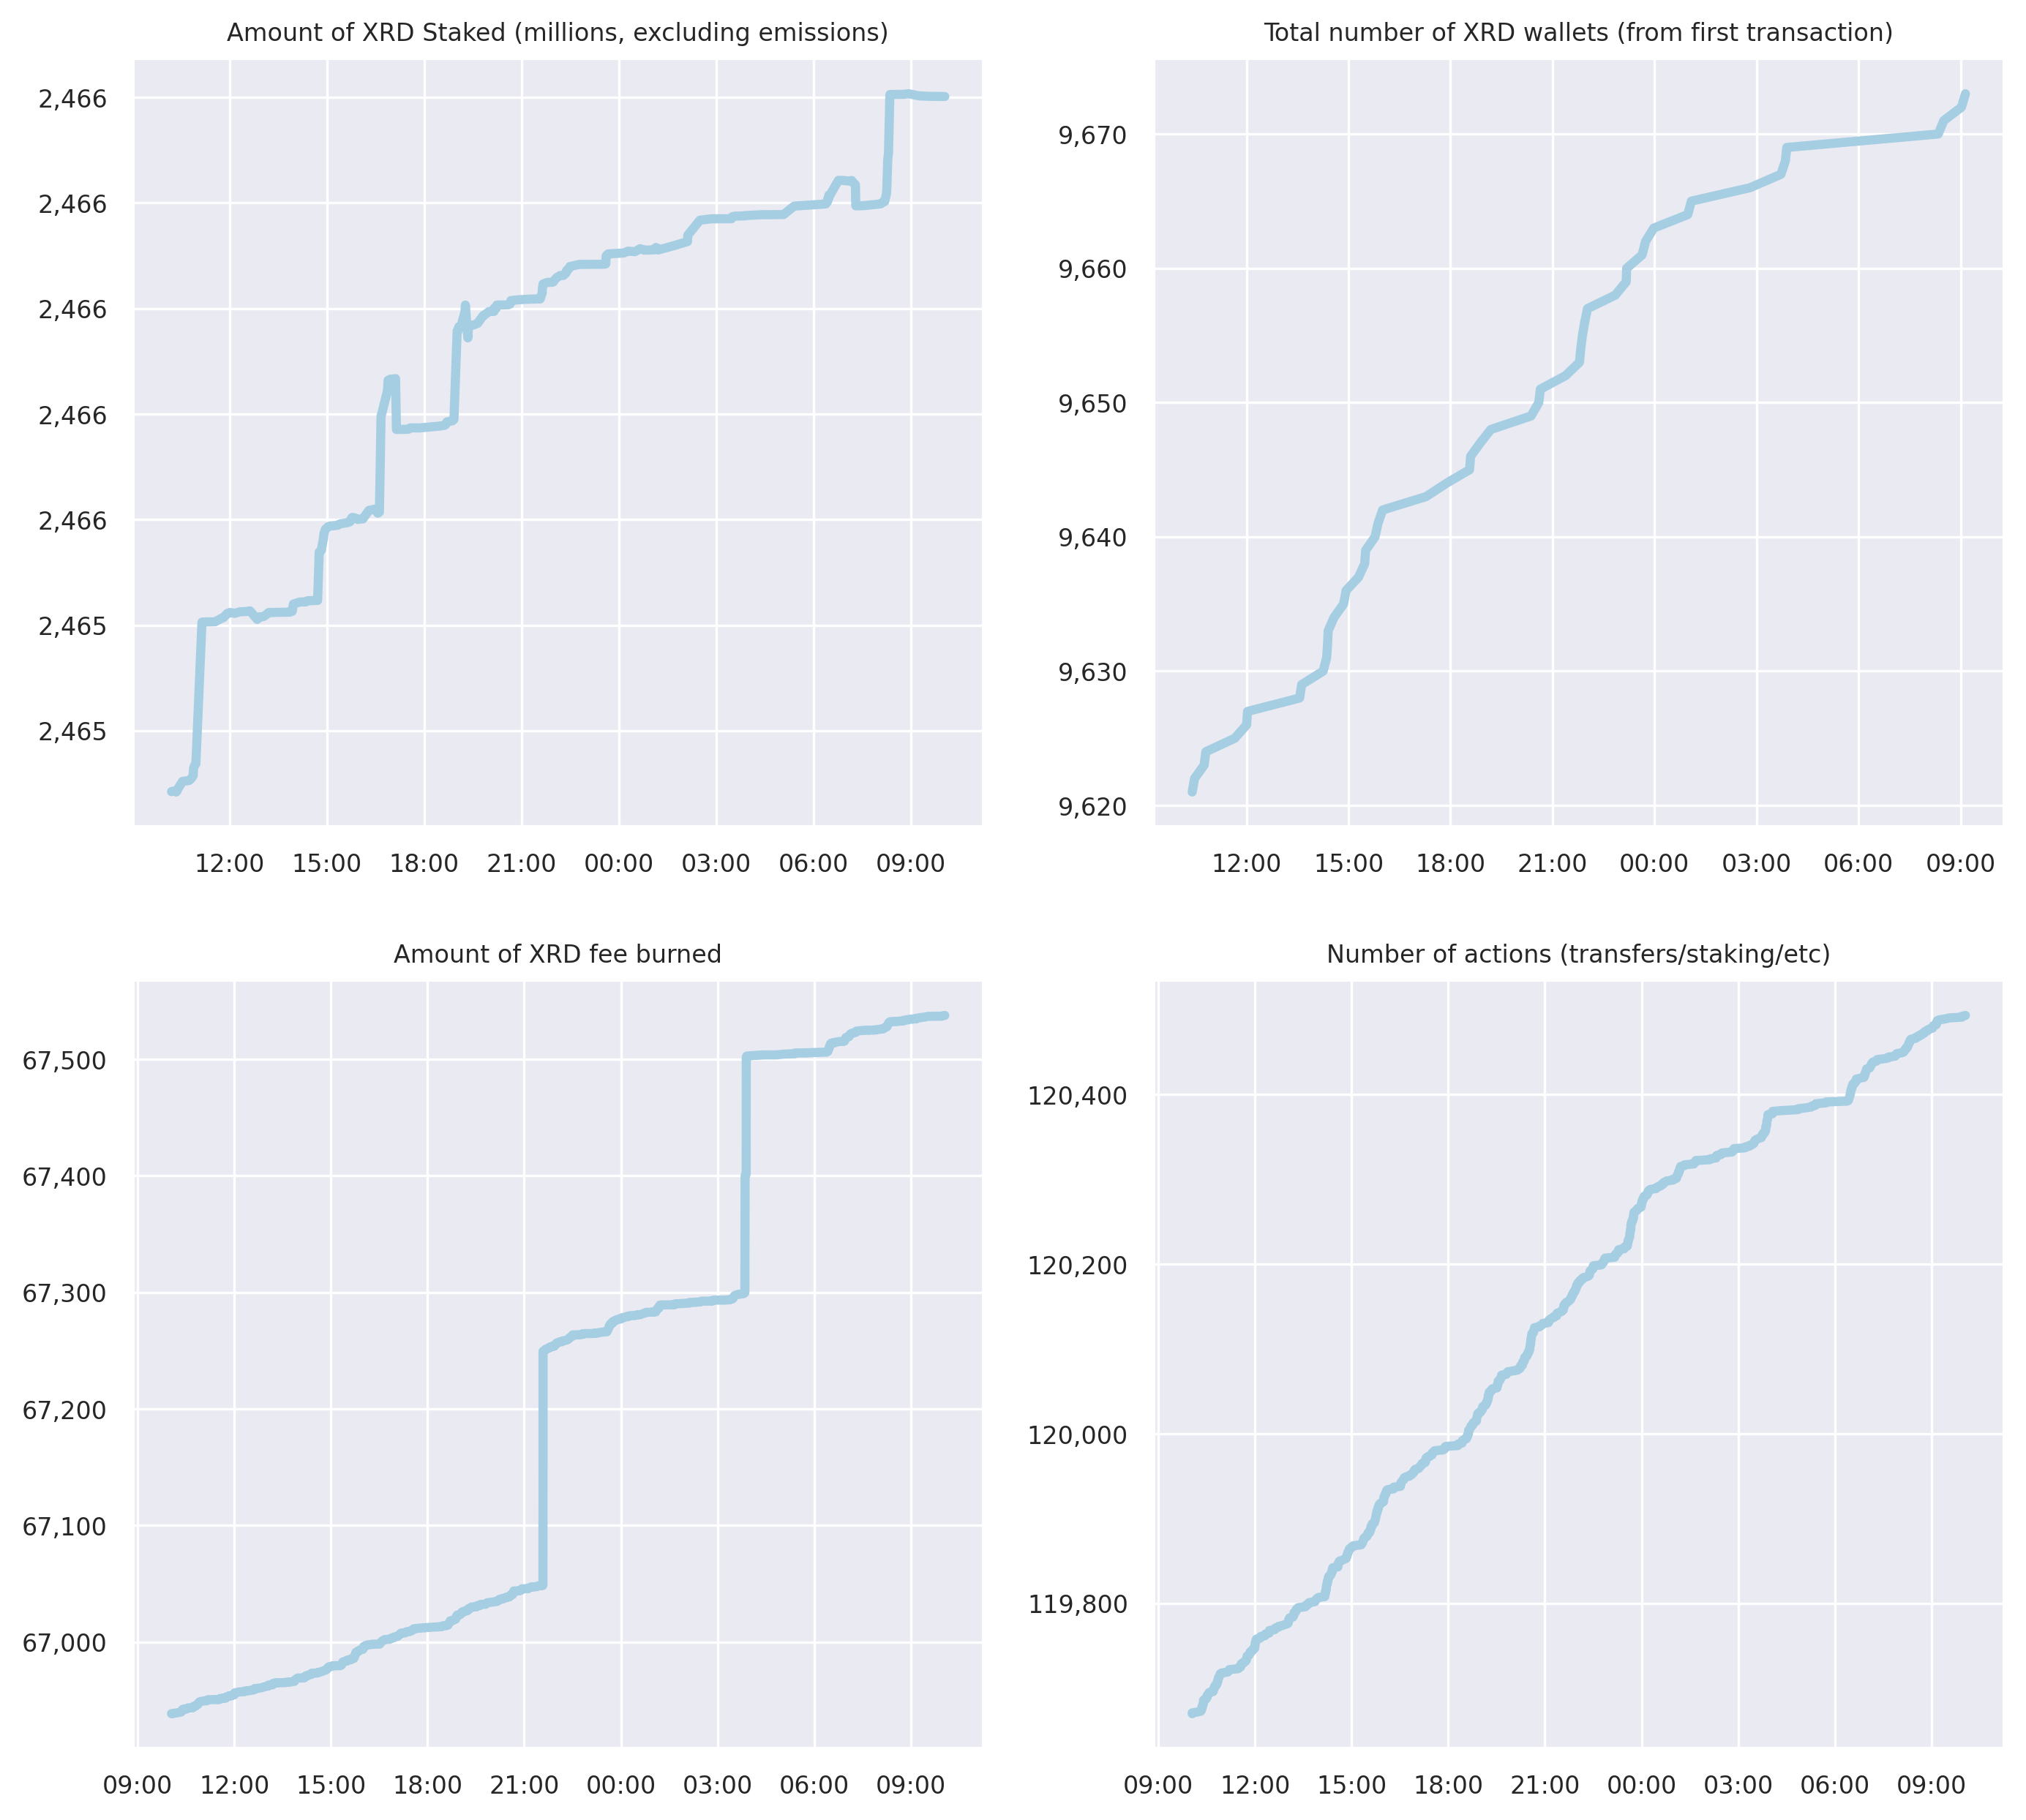 Amount of XRD Staked (millions, excluding emissions)
2,466
2,466
2,466
2,466
2,466
2,465
2,465
12:00 15:00 18:00 21:00 00:00 03:00 06:00 09:00
Total number of XRD wallets (from first transaction)
9,670
9,660
9,650
9,640
9,630
9,620
12:00 15:00 18:00 21:00 00:00 03:00 06:00 09:00
Amount of XRD fee burned
67,500
67,400
67,300
67,200
67,100
67,000
09:00 12:00 15:00 18:00 21:00 00:00 03:00 06:00 09:00
Number of actions (transfers/staking/etc)
120,400
120,200
120,000
119,800
09:00 12:00 15:00 18:00 21:00 00:00 03:00 06:00 09:00